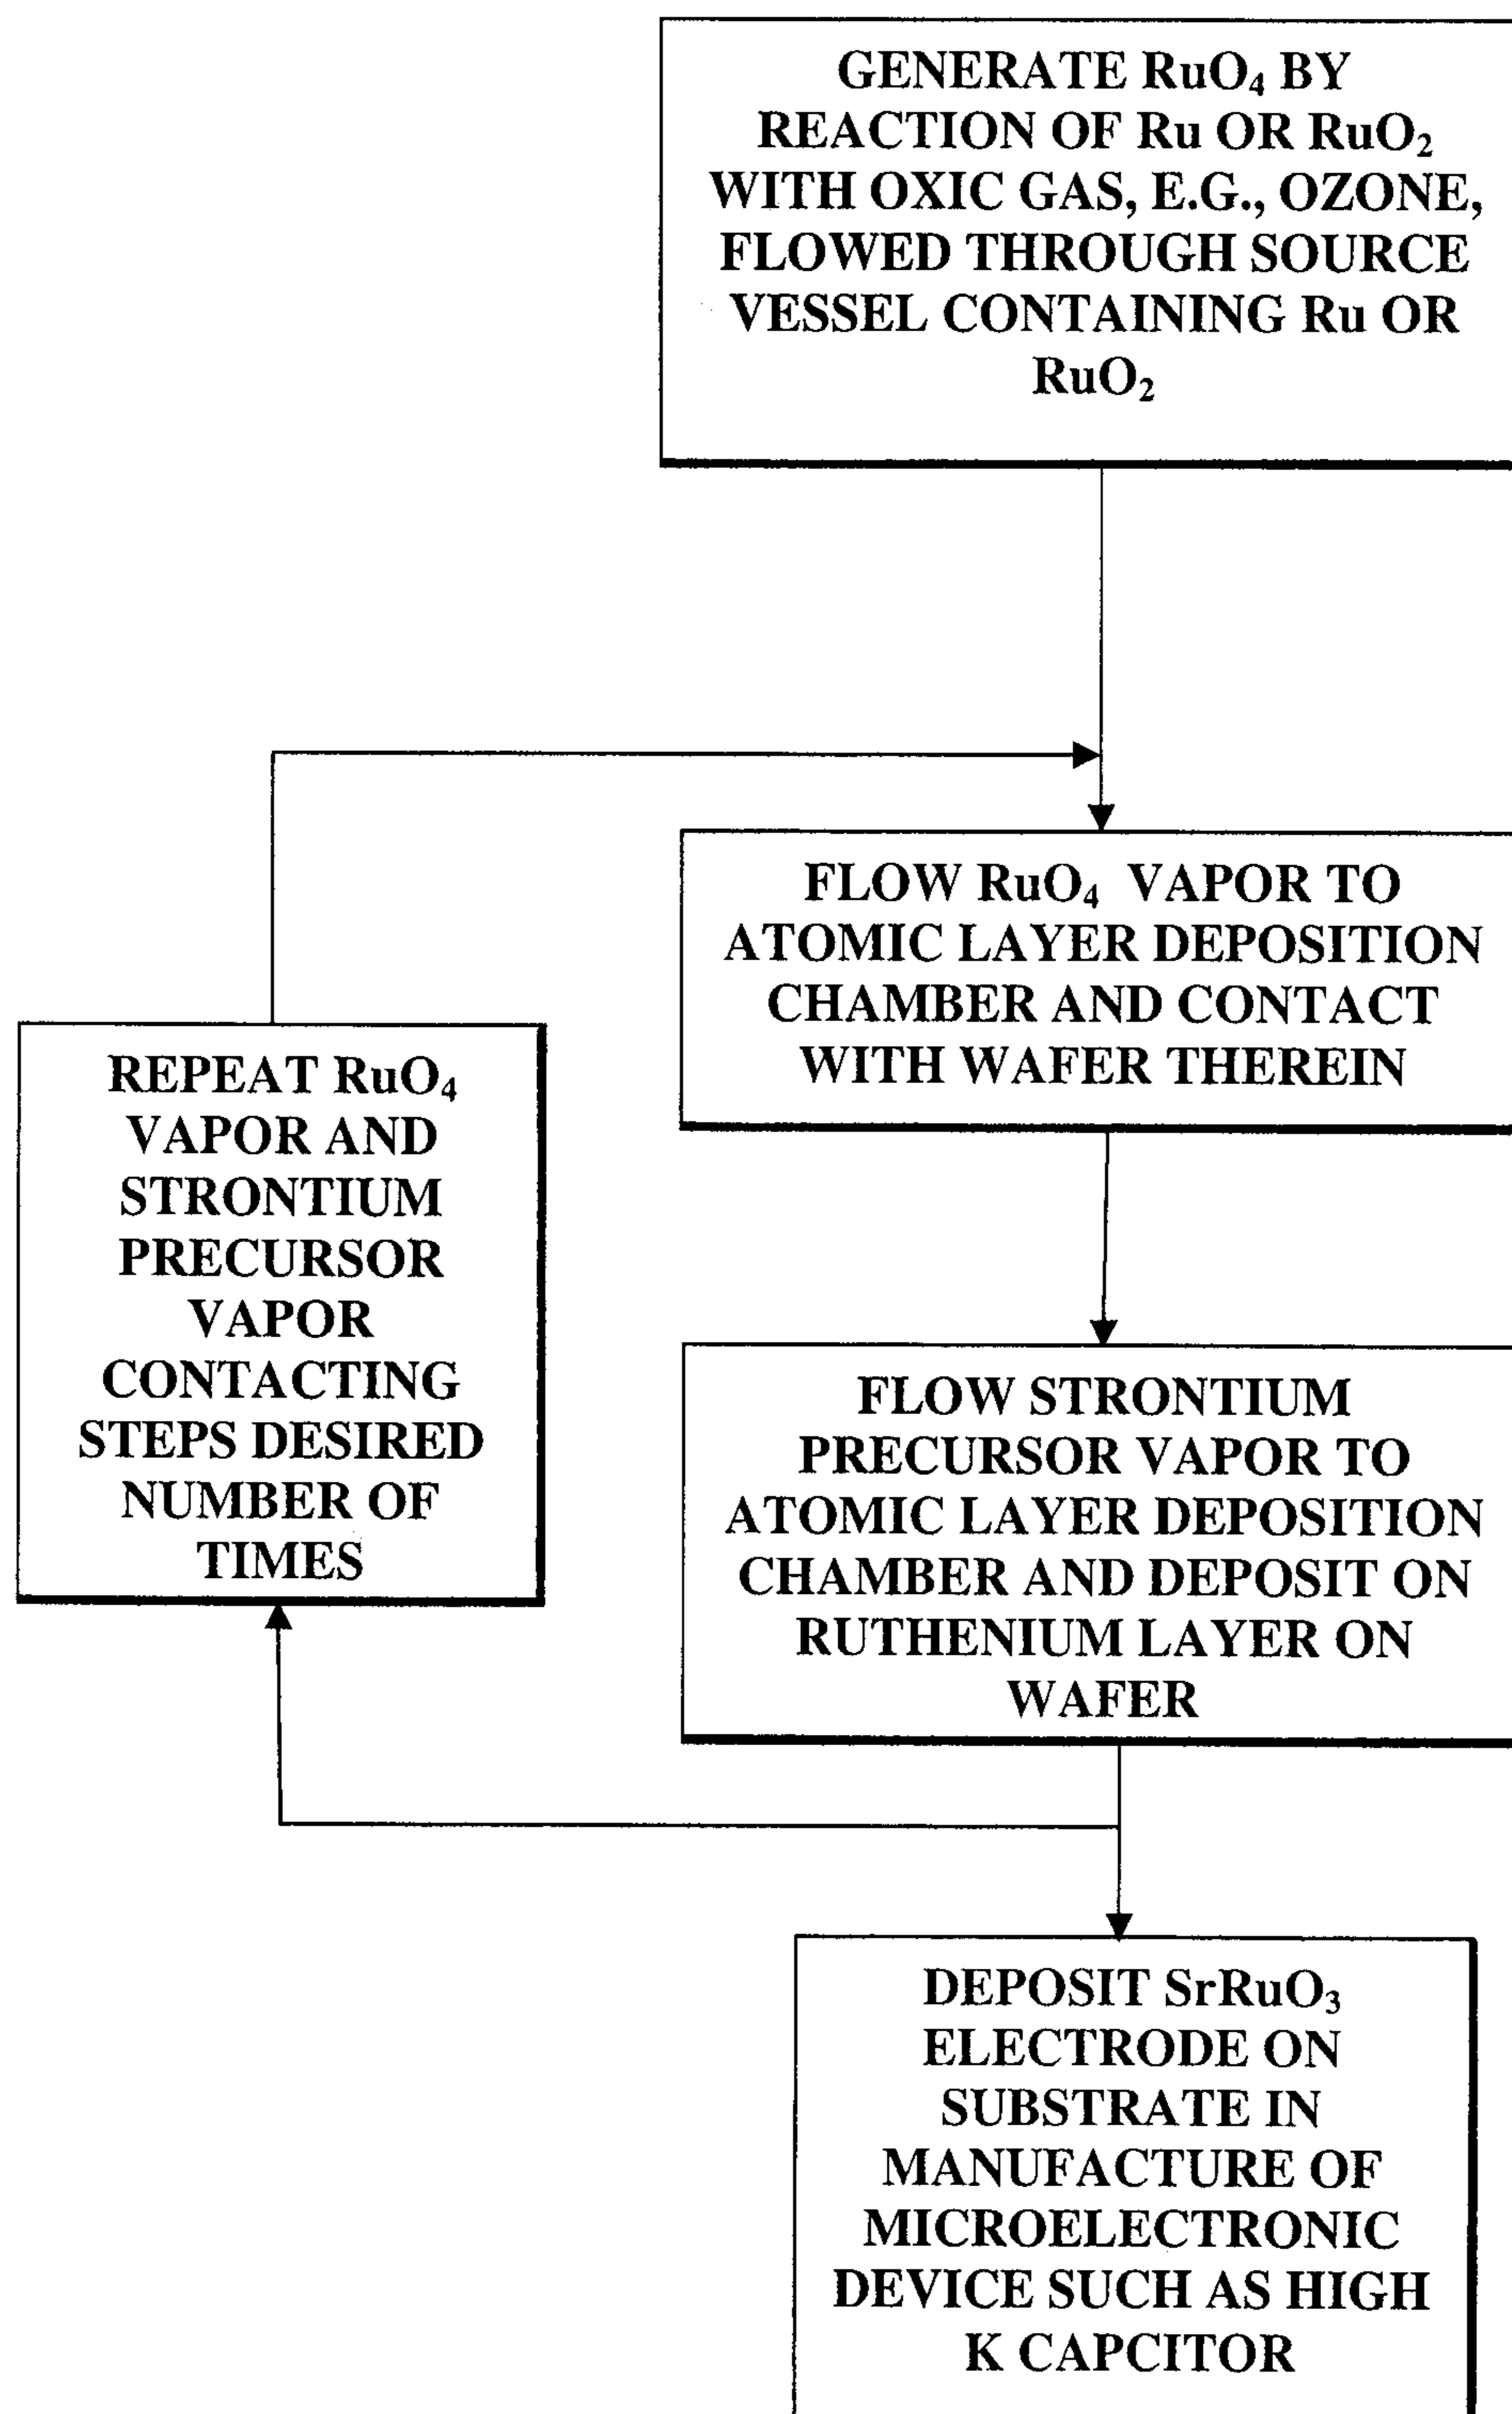 GENERATE RuO₄ BY
REACTION OF Ru OR RuO₂
WITH OXIC GAS, E.G., OZONE,
FLOWED THROUGH SOURCE
VESSEL CONTAINING Ru OR
RuO₂
FLOW RuO₄ VAPOR TO
ATOMIC LAYER DEPOSITION
CHAMBER AND CONTACT
WITH WAFER THEREIN
REPEAT RuO₄
VAPOR AND
STRONTIUM
PRECURSOR
VAPOR
CONTACTING
STEPS DESIRED
NUMBER OF
TIMES
FLOW STRONTIUM
PRECURSOR VAPOR TO
ATOMIC LAYER DEPOSITION
CHAMBER AND DEPOSIT ON
RUTHENIUM LAYER ON
WAFER
DEPOSIT SrRuO₃
ELECTRODE ON
SUBSTRATE IN
MANUFACTURE OF
MICROELECTRONIC
DEVICE SUCH AS HIGH
K CAPCITOR